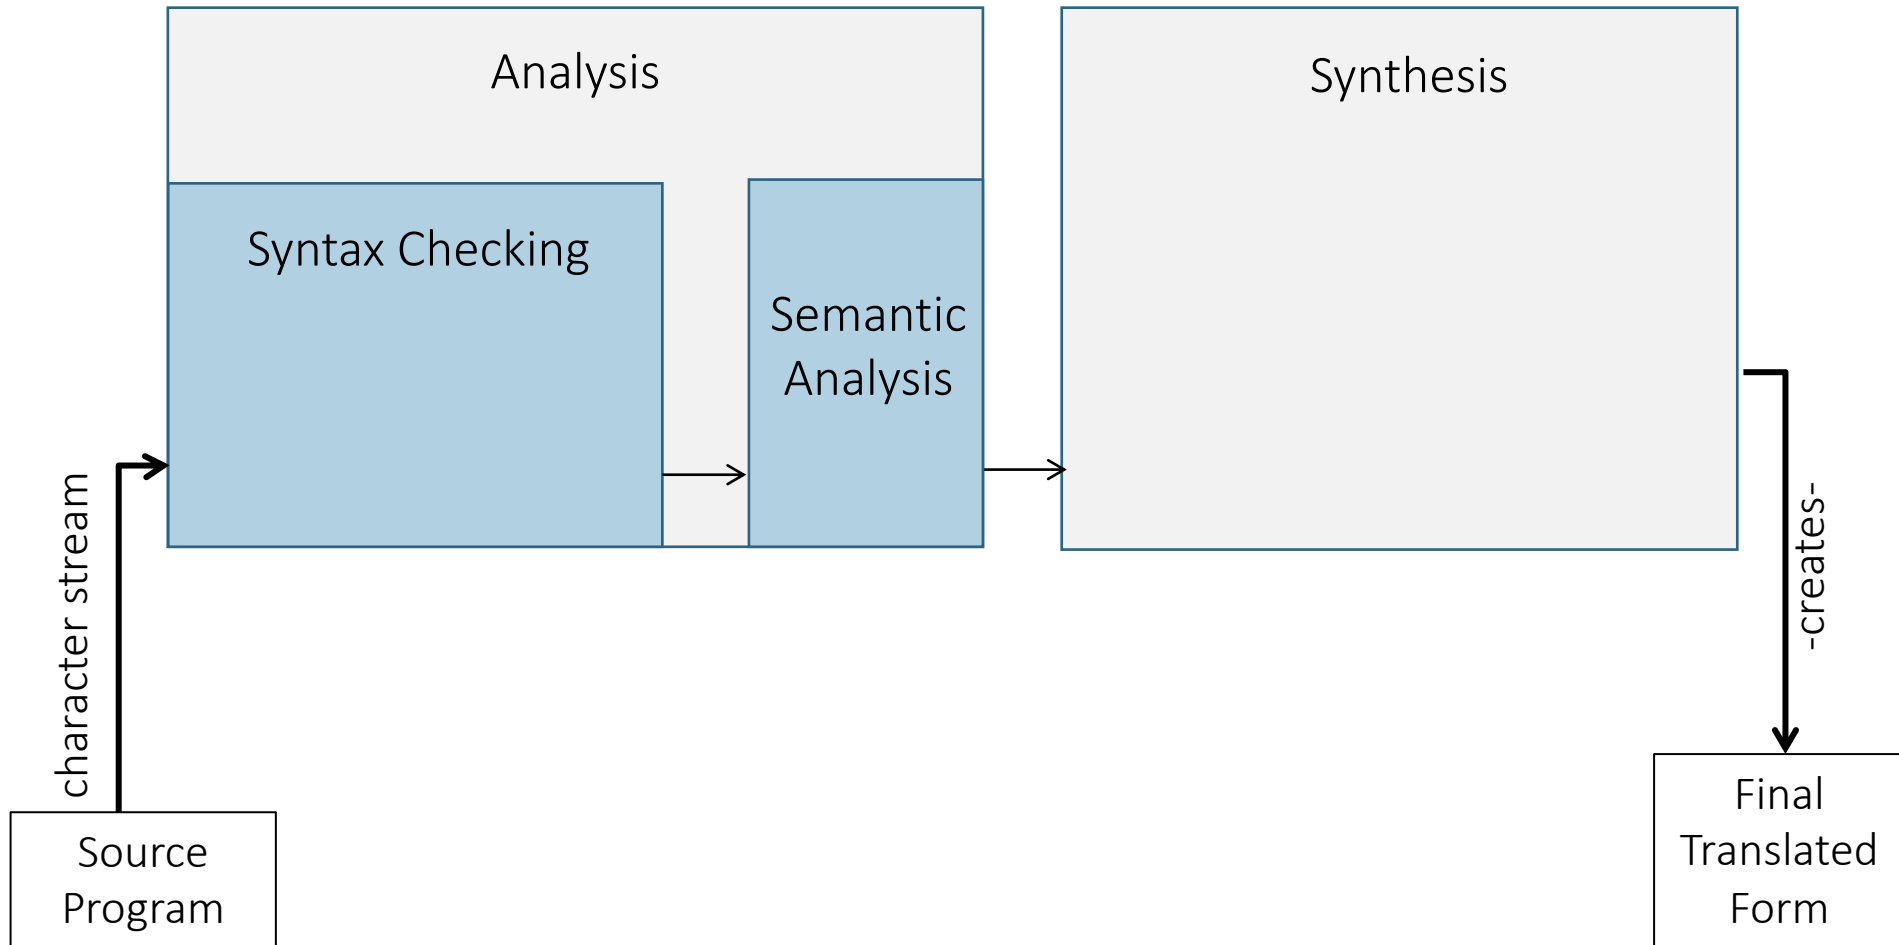 Analysis
Synthesis
Syntax Checking
Semantic
Analysis
character stream
-creates-
Source
Program
Final
Translated
Form